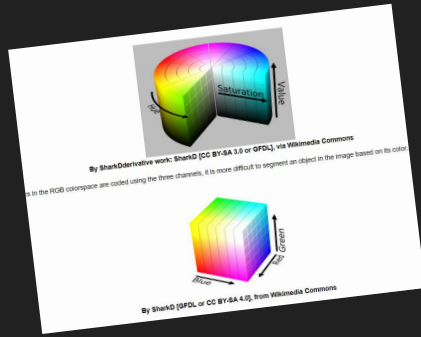 Hue
Saturation
Value
By SharkDderivative work: SharkD [CC BY-SA 3.0 or GFDL], via Wikimedia Commons
s in the RGB colorspace are coded using the three channels, it is more difficult to segment an object in the image based on its color.
Green
Red
Blue
By SharkD [GFDL or CC BY-SA 4.0], from Wikimedia Commons